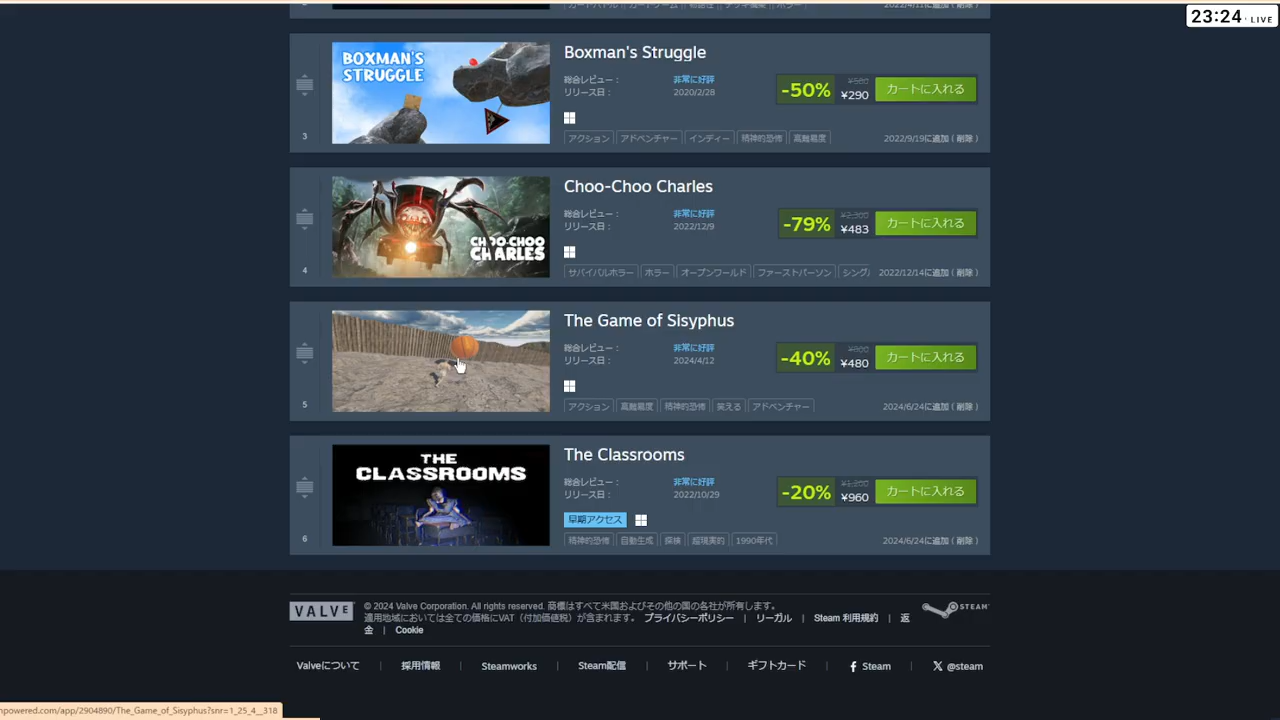 23:24 LIVE
BOXMAN'S
STRUGGLE
Boxman's Struggle
総合レビュー： 非常に好評
リリース日： 2020/2/28
-50%
¥580
¥290
カートに入れる
3
アクション アドベンチャー インディー 精神的恐怖 高難易度
2022/9/19に追加 ( 削除 )
CHOO-CHOO
CHARLES
Choo-Choo Charles
総合レビュー： 非常に好評
リリース日： 2022/12/9
-79%
¥2,300
¥483
カートに入れる
4
サバイバルホラー ホラー オープンワールド ファーストパーソン シング
2022/12/14に追加 ( 削除 )
The Game of Sisyphus
総合レビュー： 非常に好評
リリース日： 2024/4/12
-40%
¥800
¥480
カートに入れる
5
アクション 高難易度 精神的恐怖 笑える アドベンチャー
2024/6/24に追加 ( 削除 )
THE
CLASSROOMS
The Classrooms
総合レビュー： 非常に好評
リリース日： 2022/10/29
-20%
¥1,200
¥960
カートに入れる
早期アクセス
6
精神的恐怖 自動生成 探検 超現実的 1990年代
2024/6/24に追加 ( 削除 )
VALVE
© 2024 Valve Corporation. All rights reserved. 商標はすべて米国およびその他の国の各社が所有します。
適用地域においては全ての価格にVAT（付加価値税）が含まれます。 プライバシーポリシー | リーガル | Steam 利用規約 | 返
金 | Cookie
STEAM
Valveについて | 採用情報 | Steamworks | Steam配信 | サポート | ギフトカード | Steam | @steam
mpowered.com/app/2904890/The_Game_of_Sisyphus?snr=1_25_4__318